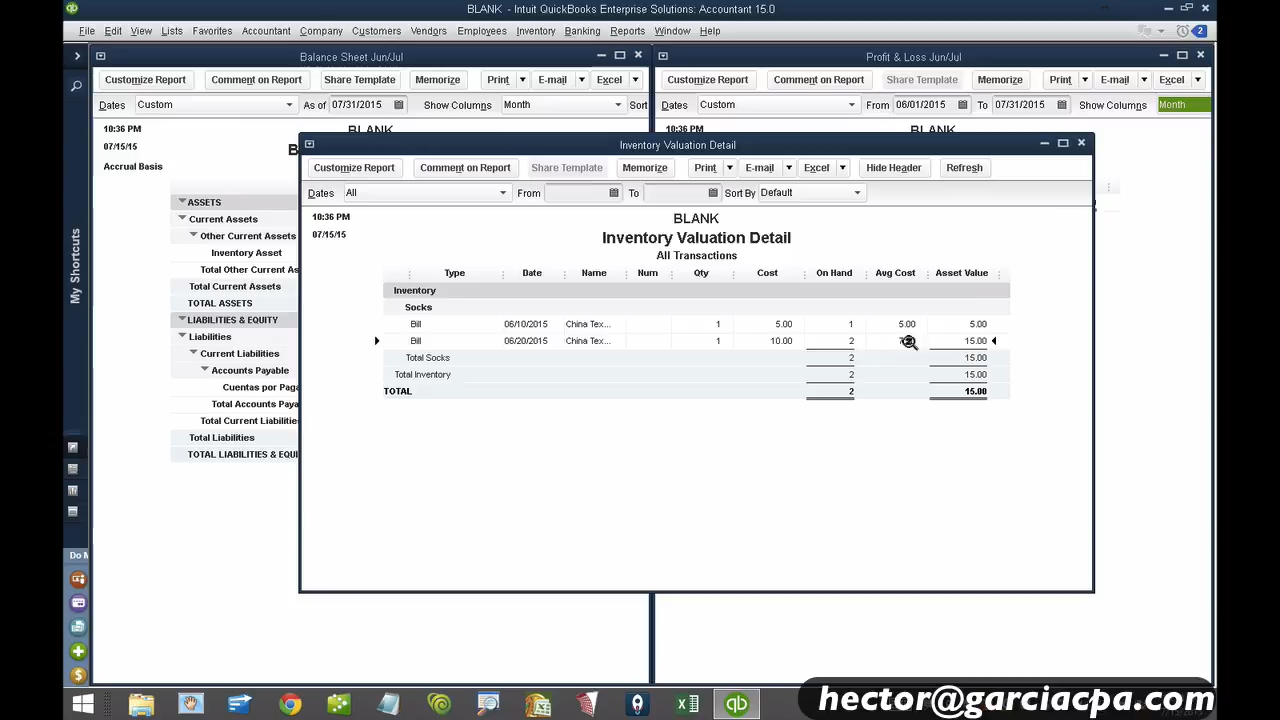 BLANK - Intuit QuickBooks Enterprise Solutions: Accountant 15.0
File Edit View Lists Favorites Accountant Company Customers Vendors Employees Inventory Banking Reports Window Help 2
Balance Sheet Jun/Jul
Customize Report Comment on Report Share Template Memorize Print E-mail Excel
Dates Custom As of 07/31/2015 Show Columns Month Sort
10:36 PM
07/15/15
Accrual Basis
BLANK
ASSETS
Current Assets
Other Current Assets
Inventory Asset
Total Other Current As
Total Current Assets
TOTAL ASSETS
LIABILITIES & EQUITY
Liabilities
Current Liabilities
Accounts Payable
Cuentas por Paga
Total Accounts Paya
Total Current Liabilitie
Total Liabilities
TOTAL LIABILITIES & EQUI
Profit & Loss Jun/Jul
Customize Report Comment on Report Share Template Memorize Print E-mail Excel
Dates Custom From 06/01/2015 To 07/31/2015 Show Columns Month
10:36 PM
BLANK
Inventory Valuation Detail
Customize Report Comment on Report Share Template Memorize Print E-mail Excel Hide Header Refresh
Dates All From To Sort By Default
10:36 PM
07/15/15
BLANK
Inventory Valuation Detail
All Transactions
Type Date Name Num Qty Cost On Hand Avg Cost Asset Value
Inventory
Socks
Bill 06/10/2015 China Tex... 1 5.00 1 5.00 5.00
Bill 06/20/2015 China Tex... 1 10.00 2 15.00
Total Socks 2 15.00
Total Inventory 2 15.00
TOTAL 2 15.00
My Shortcuts
Do M
hector@garciacpa.com